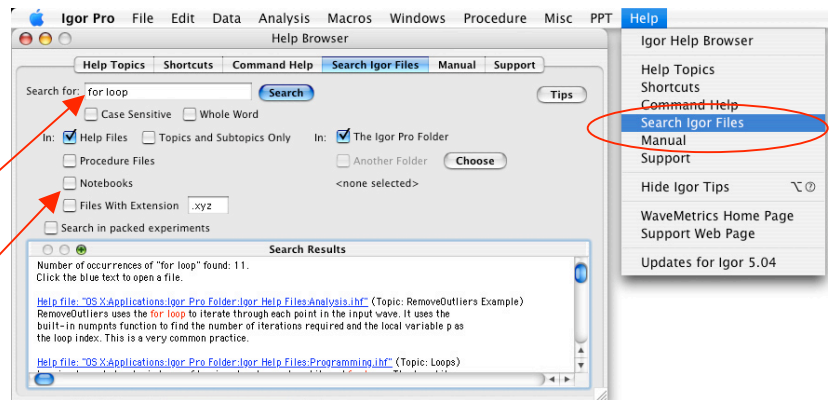 Igor Pro File Edit Data Analysis Macros Windows Procedure Misc PPT Help
Help Browser
Help Topics Shortcuts Command Help Search Igor Files Manual Support
Search for: for loop Search Tips
Case Sensitive Whole Word
In: Help Files Topics and Subtopics Only In: The Igor Pro Folder
Procedure Files Another Folder Choose
Notebooks <none selected>
Files With Extension .xyz
Search in packed experiments
Search Results
Number of occurrences of "for loop" found: 11.
Click the blue text to open a file.
Help file: "OS X:Applications:Igor Pro Folder:Igor Help Files:Analysis.ihf" (Topic: RemoveOutliers Example)
RemoveOutliers uses the for loop to iterate through each point in the input wave. It uses the
built-in numpnts function to find the number of iterations required and the local variable p as
the loop index. This is a very common practice.
Help file: "OS X:Applications:Igor Pro Folder:Igor Help Files:Programming.ihf" (Topic: Loops)
Igor Help Browser
Help Topics
Shortcuts
Command Help
Search Igor Files
Manual
Support
Hide Igor Tips
WaveMetrics Home Page
Support Web Page
Updates for Igor 5.04